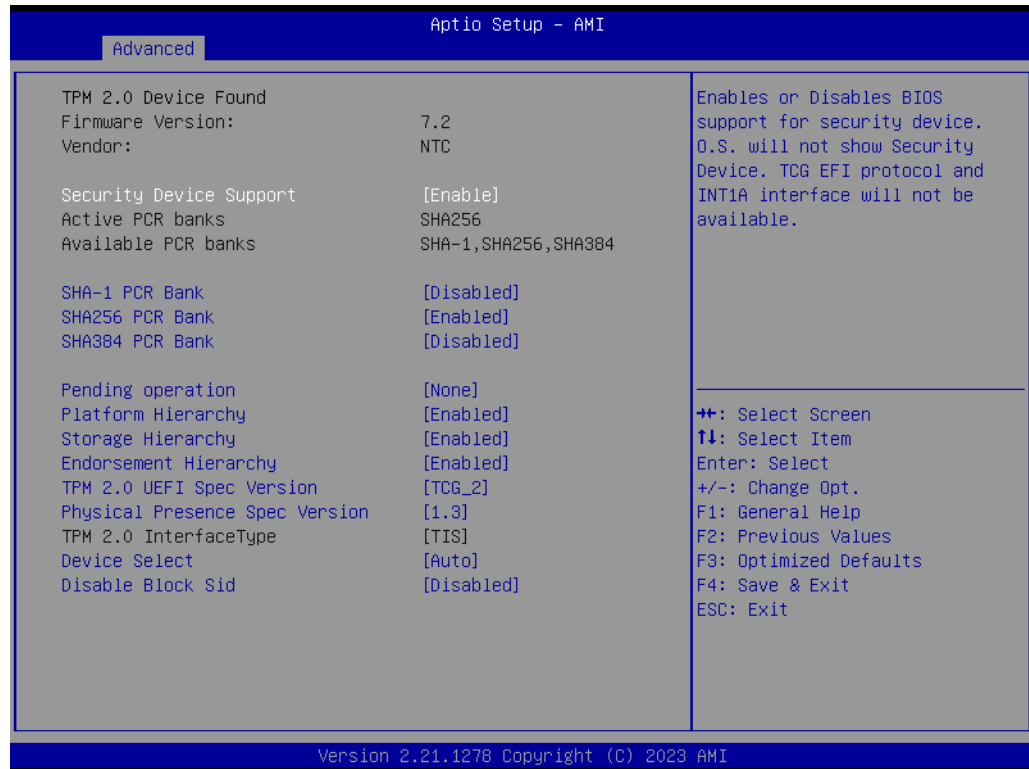 Aptio Setup – AMI
Advanced
TPM 2.0 Device Found
Firmware Version: 7.2
Vendor: NTC
Security Device Support [Enable]
Active PCR banks SHA256
Available PCR banks SHA-1,SHA256,SHA384
SHA-1 PCR Bank [Disabled]
SHA256 PCR Bank [Enabled]
SHA384 PCR Bank [Disabled]
Pending operation [None]
Platform Hierarchy [Enabled]
Storage Hierarchy [Enabled]
Endorsement Hierarchy [Enabled]
TPM 2.0 UEFI Spec Version [TCG_2]
Physical Presence Spec Version [1.3]
TPM 2.0 InterfaceType [TIS]
Device Select [Auto]
Disable Block Sid [Disabled]
Enables or Disables BIOS
support for security device.
O.S. will not show Security
Device. TCG EFI protocol and
INT1A interface will not be
available.
→←: Select Screen
↑↓: Select Item
Enter: Select
+/-: Change Opt.
F1: General Help
F2: Previous Values
F3: Optimized Defaults
F4: Save & Exit
ESC: Exit
Version 2.21.1278 Copyright (C) 2023 AMI